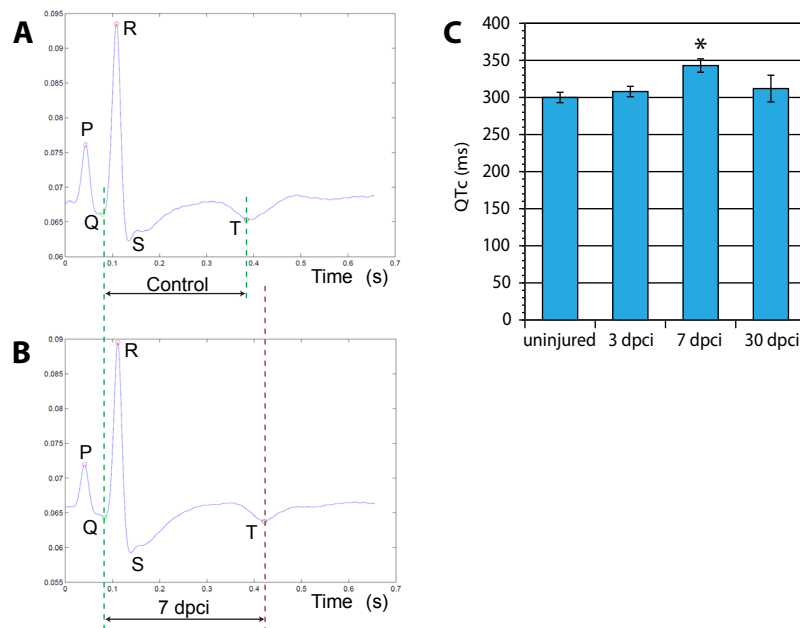 A
0.095
0.09
0.085
0.08
0.075
0.07
0.065
0.06
R
P
Q
S
T
0 0.1 0.2 0.3 0.4 0.5 0.6 0.7
Time (s)
Control
B
0.09
0.085
0.08
0.075
0.07
0.065
0.06
0.055
R
P
Q
S
T
0 0.1 0.2 0.3 0.4 0.5 0.6 0.7
Time (s)
7 dpci
C
QTc (ms)
400
350
300
250
200
150
100
50
0
*
uninjured 3 dpci 7 dpci 30 dpci